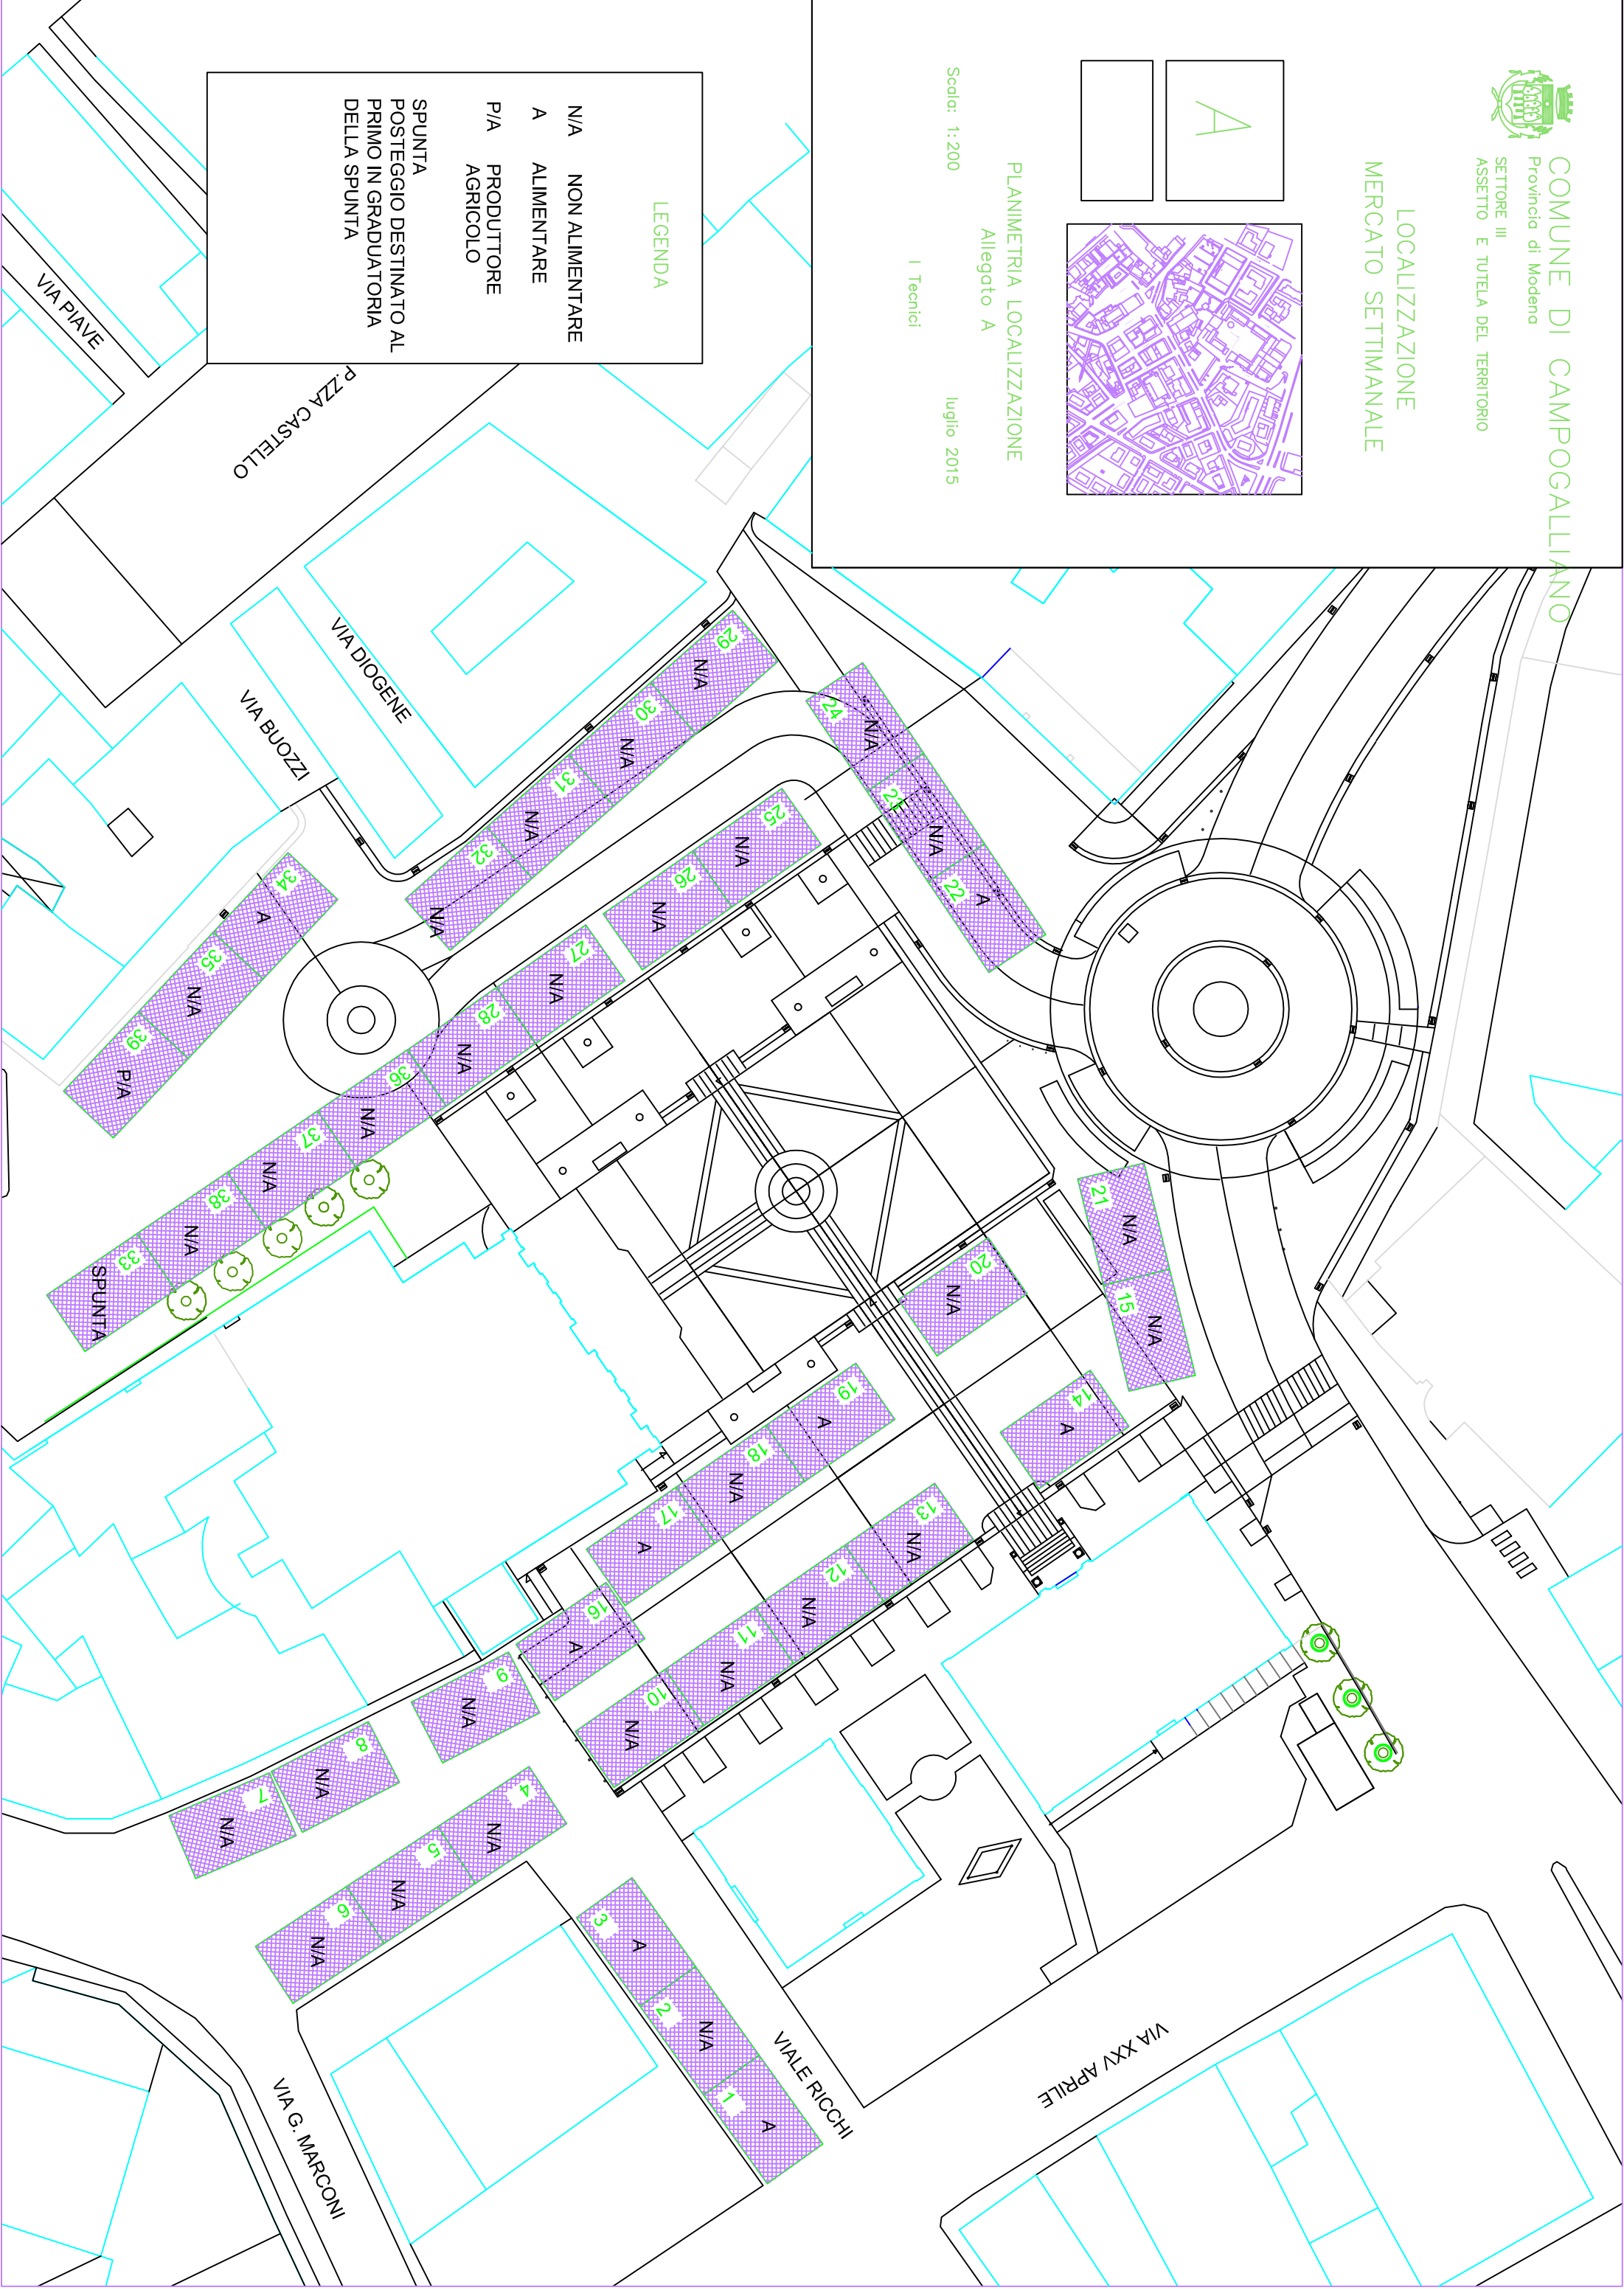 COMUNE DI CAMPOGALLIANO
Provincia di Modena
SETTORE III
ASSETTO E TUTELA DEL TERRITORIO
LOCALIZZAZIONE
MERCATO SETTIMANALE
A
PLANIMETRIA LOCALIZZAZIONE
Allegato A
Scala: 1:200
luglio 2015
I Tecnici
LEGENDA
N/A NON ALIMENTARE
A ALIMENTARE
P/A PRODUTTORE
AGRICOLO
SPUNTA
POSTEGGIO DESTINATO AL
PRIMO IN GRADUATORIA
DELLA SPUNTA
VIA PIAVE
P.ZZA CASTELLO
VIA DIOGENE
VIA BUOZZI
VIALE RICCHI
VIA XXV APRILE
VIA G. MARCONI
1 A
2 N/A
3 A
4 N/A
5 N/A
6 N/A
7 N/A
8 N/A
9 N/A
10 N/A
11 N/A
12 N/A
13 N/A
14 A
15 N/A
16 A
17 A
18 N/A
19 A
20 N/A
21 N/A
22 A
23 N/A
24 N/A
25 N/A
26 N/A
27 N/A
28 N/A
29 N/A
30 N/A
31 N/A
32 N/A
33 SPUNTA
34 A
35 N/A
36 N/A
37 N/A
38 N/A
39 P/A